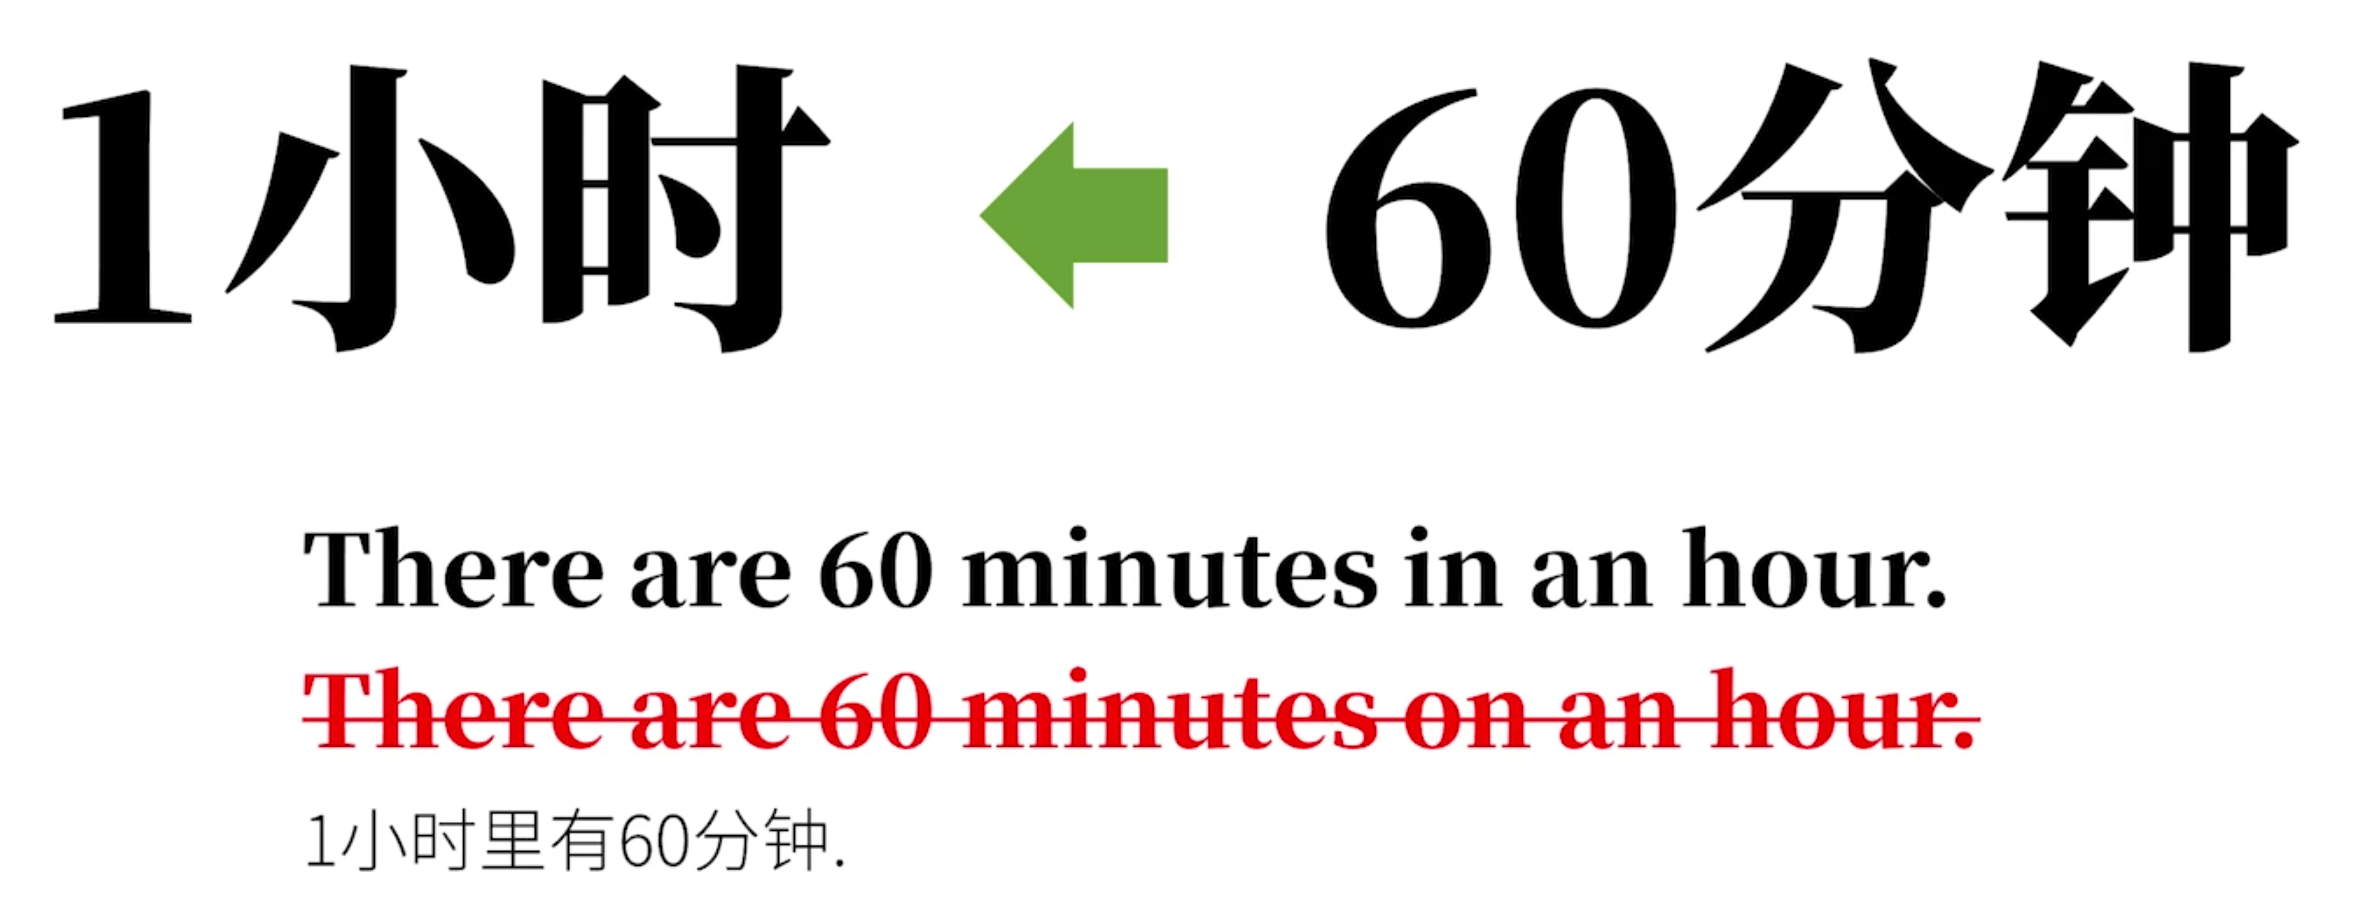 1小时 60分钟
There are 60 minutes in an hour.
There are 60 minutes on an hour.
1小时里有60分钟.